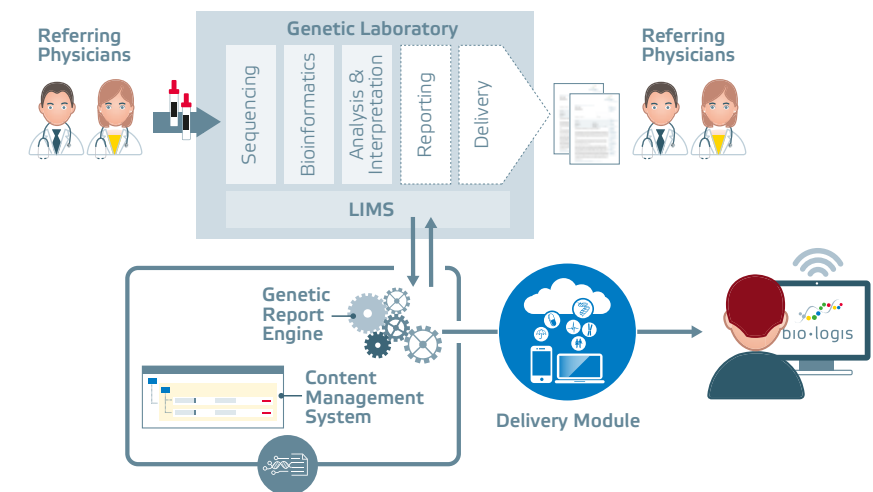 Genetic Laboratory
Referring
Physicians
Sequencing
Bioinformatics
Analysis &
Interpretation
Reporting
Delivery
Referring
Physicians
LIMS
Genetic
Report
Engine
Content
Management
System
Delivery Module
bio•logis